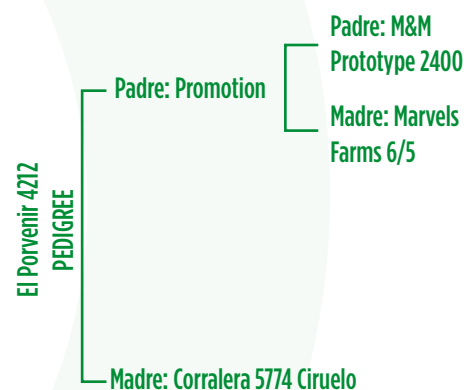 Padre: M&M
Prototype 2400
Padre: Promotion
Madre: Marvels
Farms 6/5
El Porvenir 4212
PEDIGREE
Madre: Corralera 5774 Ciruelo